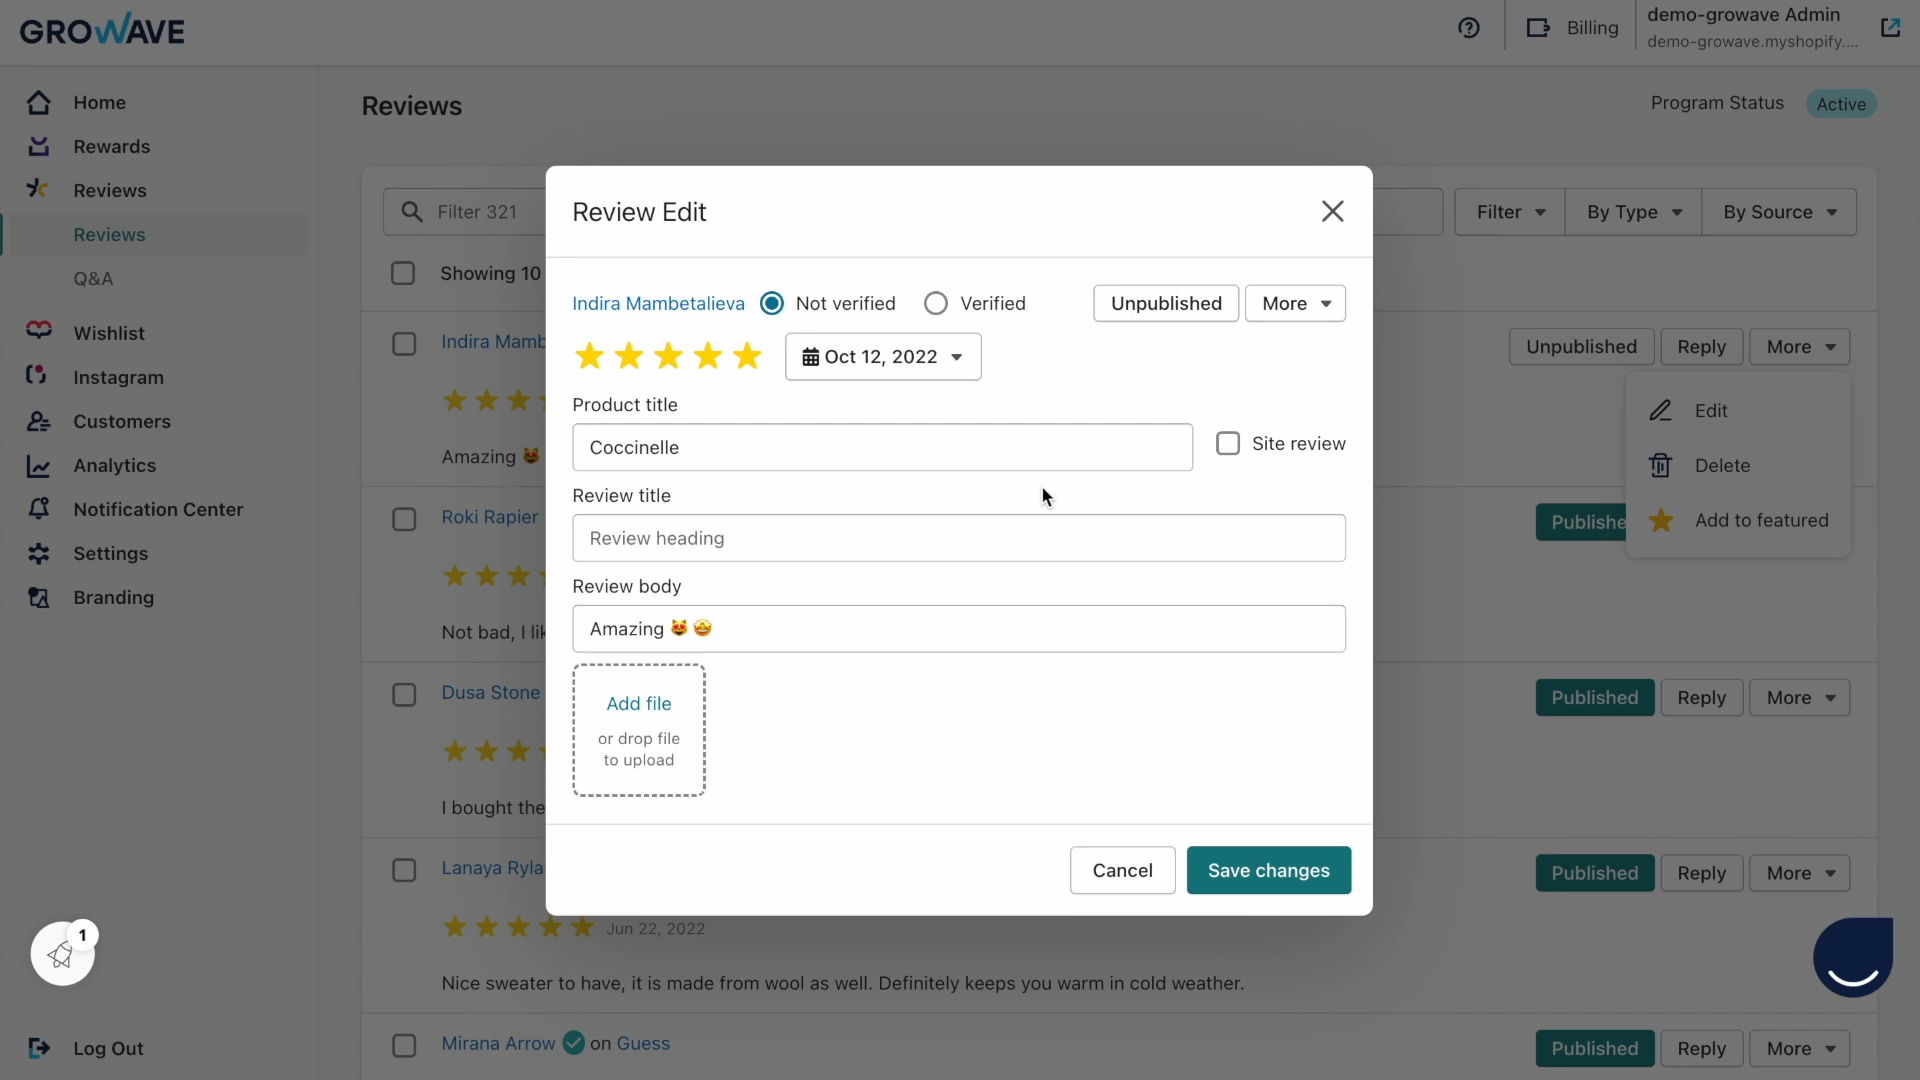 GROWAVE
Billing
demo-growave Admin
demo-growave.myshopify....
Home
Rewards
Reviews
Reviews
Q&A
Wishlist
Instagram
Customers
Analytics
Notification Center
Settings
Branding
1
Log Out
Reviews
Program Status Active
Filter 321
Filter By Type By Source
Showing 10
Indira Mamb
Unpublished Reply More
Amazing 😻
Edit
Delete
Add to featured
Roki Rapier
Publishe
Not bad, I lik
Dusa Stone
Published Reply More
I bought the
Lanaya Ryla
Published Reply More
Jun 22, 2022
Nice sweater to have, it is made from wool as well. Definitely keeps you warm in cold weather.
Mirana Arrow on Guess
Published Reply More
Review Edit
Indira Mambetalieva Not verified Verified Unpublished More
Oct 12, 2022
Product title
Coccinelle Site review
Review title
Review heading
Review body
Amazing 😻 🤩
Add file
or drop file
to upload
Cancel Save changes